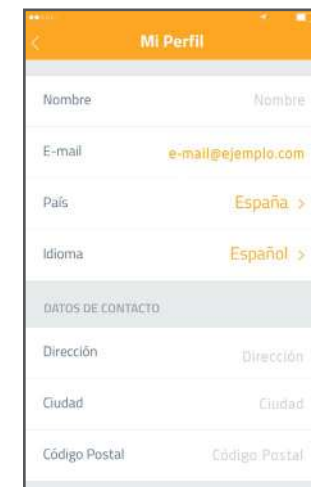 Mi Perfil
Nombre Nombre
E-mail e-mail@ejemplo.com
País España >
Idioma Español >
DATOS DE CONTACTO
Dirección Dirección
Ciudad Ciudad
Código Postal Código Postal